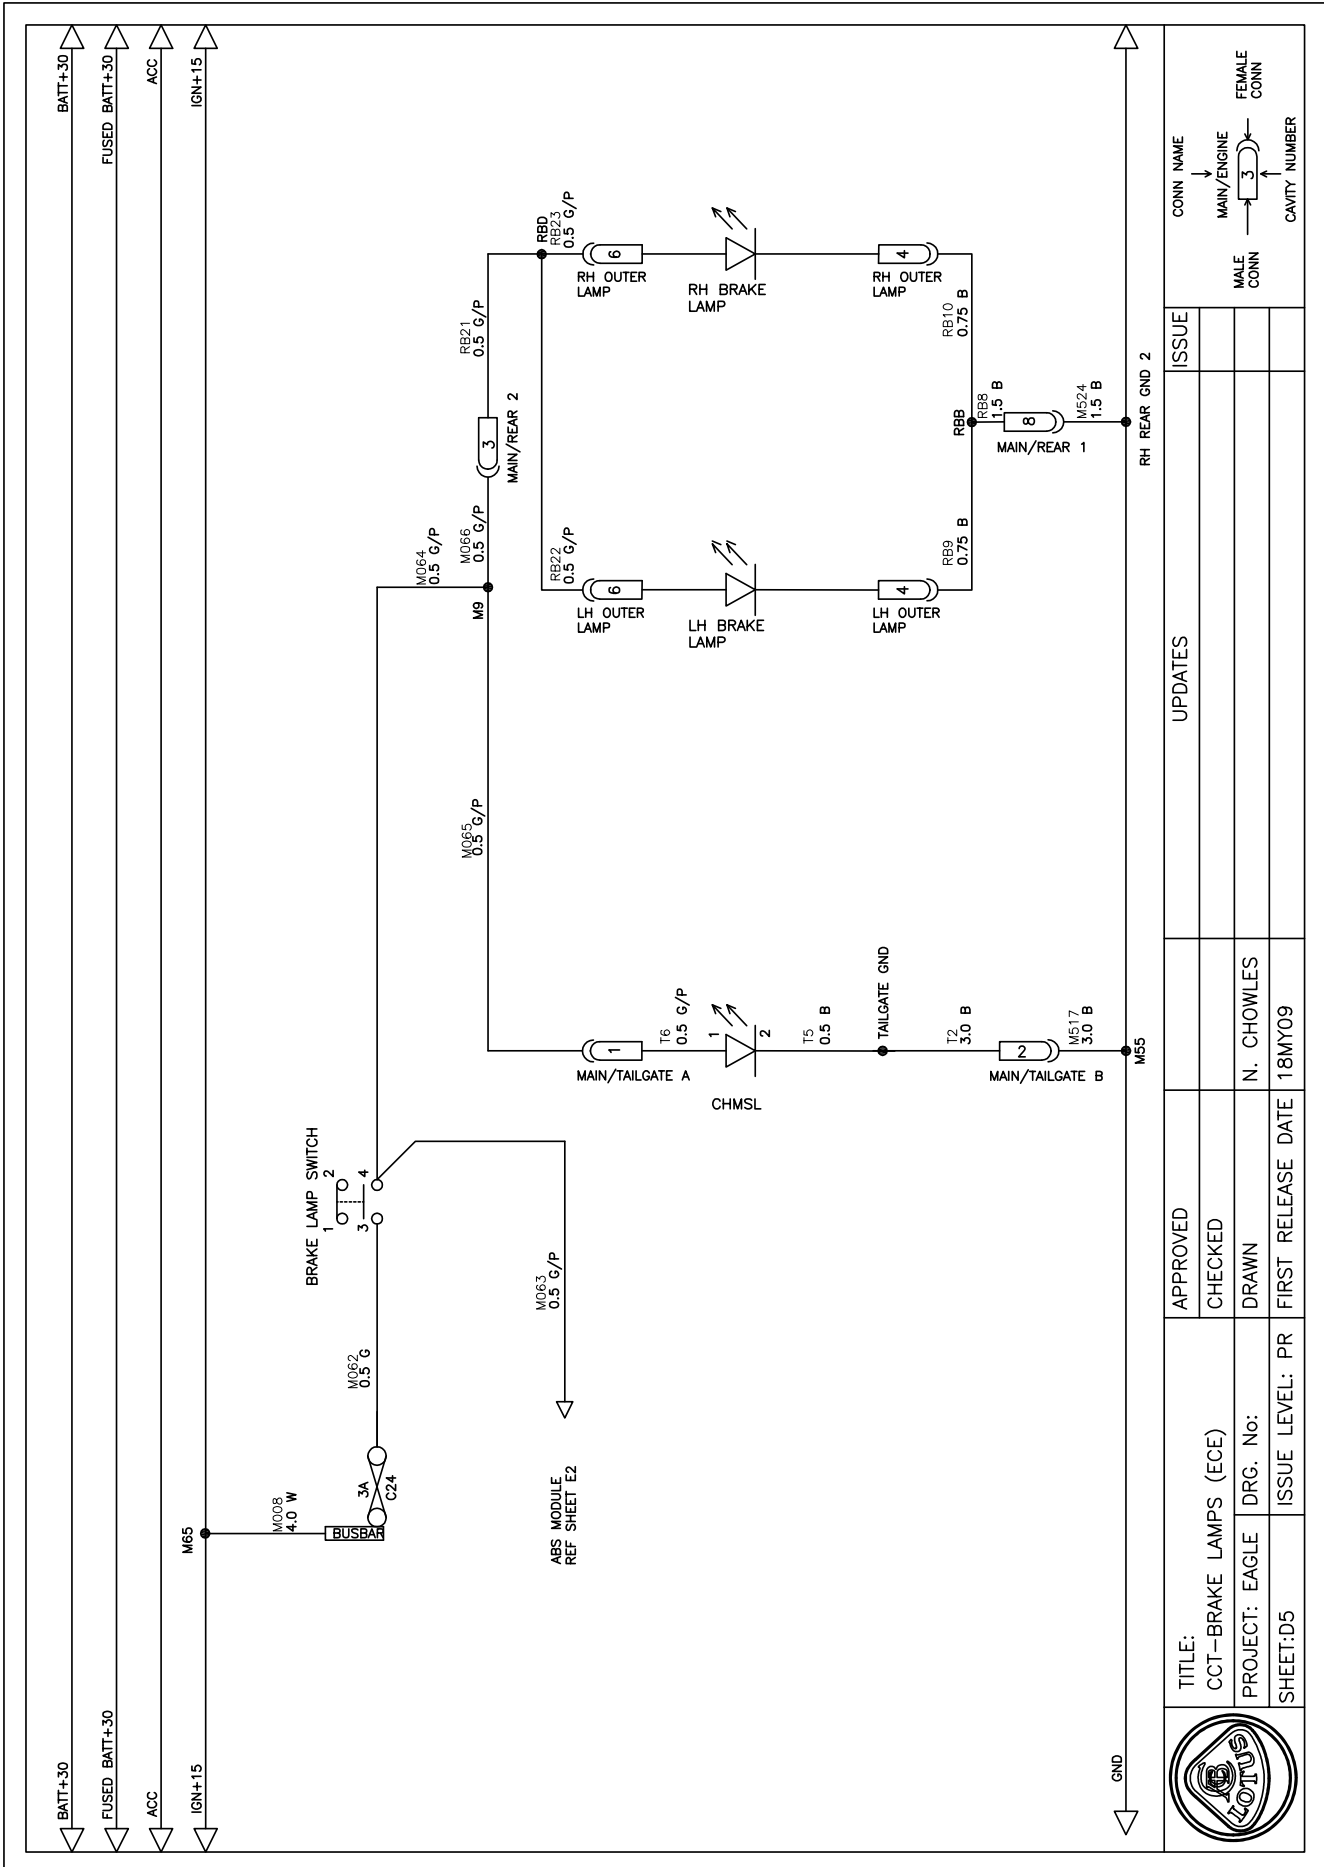 BATT+30
BATT+30
FUSED BATT+30
FUSED BATT+30
ACC
ACC
IGN+15
IGN+15
M65
M008
4.0 W
BUSBAR
3A
C24
M062
0.5 G
BRAKE LAMP SWITCH
1
2
3
4
M063
0.5 G/P
ABS MODULE
REF SHEET E2
M064
0.5 G/P
M9
M065
0.5 G/P
M066
0.5 G/P
3
MAIN/REAR 2
RB21
0.5 G/P
RBD
RB23
0.5 G/P
RB22
0.5 G/P
1
MAIN/TAILGATE A
T6
0.5 G/P
1
2
CHMSL
T5
0.5 B
TAILGATE GND
T2
3.0 B
2
MAIN/TAILGATE B
M517
3.0 B
M55
6
LH OUTER
LAMP
LH BRAKE
LAMP
4
LH OUTER
LAMP
RB9
0.75 B
6
RH OUTER
LAMP
RH BRAKE
LAMP
4
RH OUTER
LAMP
RB10
0.75 B
RBB
RB8
1.5 B
8
MAIN/REAR 1
M524
1.5 B
RH REAR GND 2
GND
LOTUS
TITLE:
CCT-BRAKE LAMPS (ECE)
PROJECT: EAGLE
DRG. No:
SHEET:D5
ISSUE LEVEL: PR
APPROVED
CHECKED
DRAWN
N. CHOWLES
FIRST RELEASE DATE
18MY09
UPDATES
ISSUE
CONN NAME
MAIN/ENGINE
MALE
CONN
3
FEMALE
CONN
CAVITY NUMBER